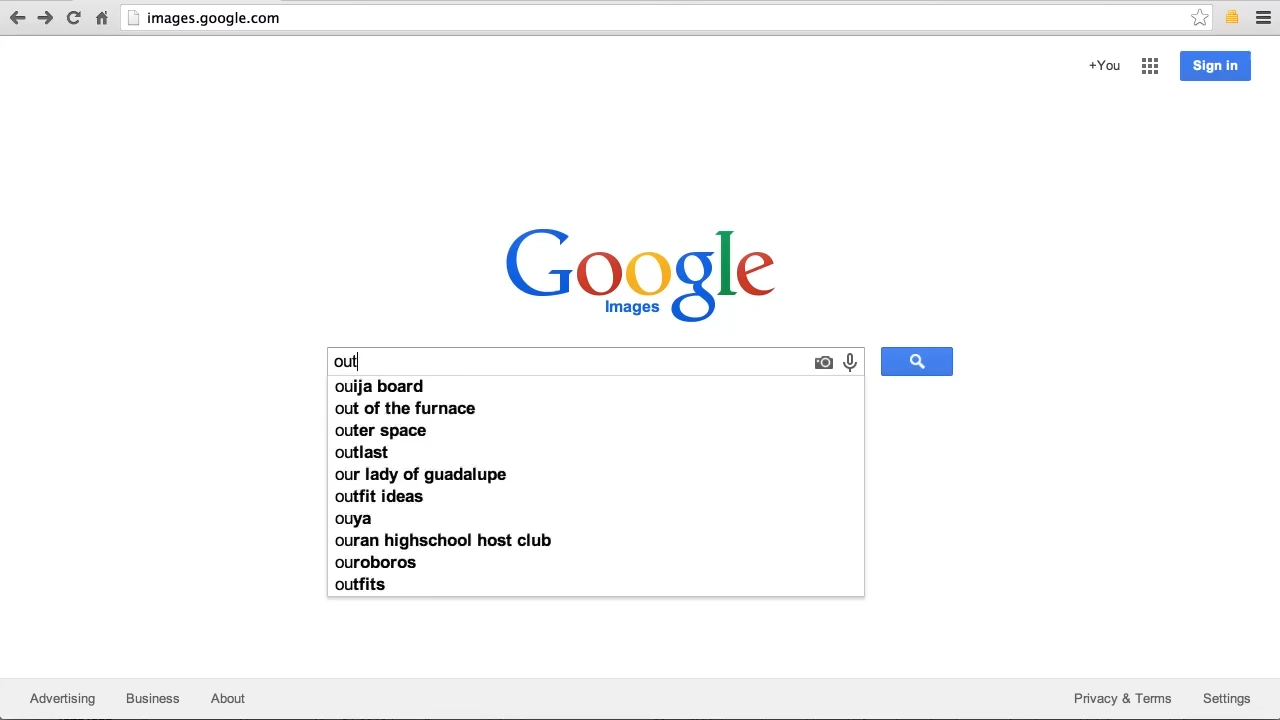 images.google.com
+You
Sign in
Google
Images
out
ouija board
out of the furnace
outer space
outlast
our lady of guadalupe
outfit ideas
ouya
ouran highschool host club
ouroboros
outfits
Advertising Business About Privacy & Terms Settings